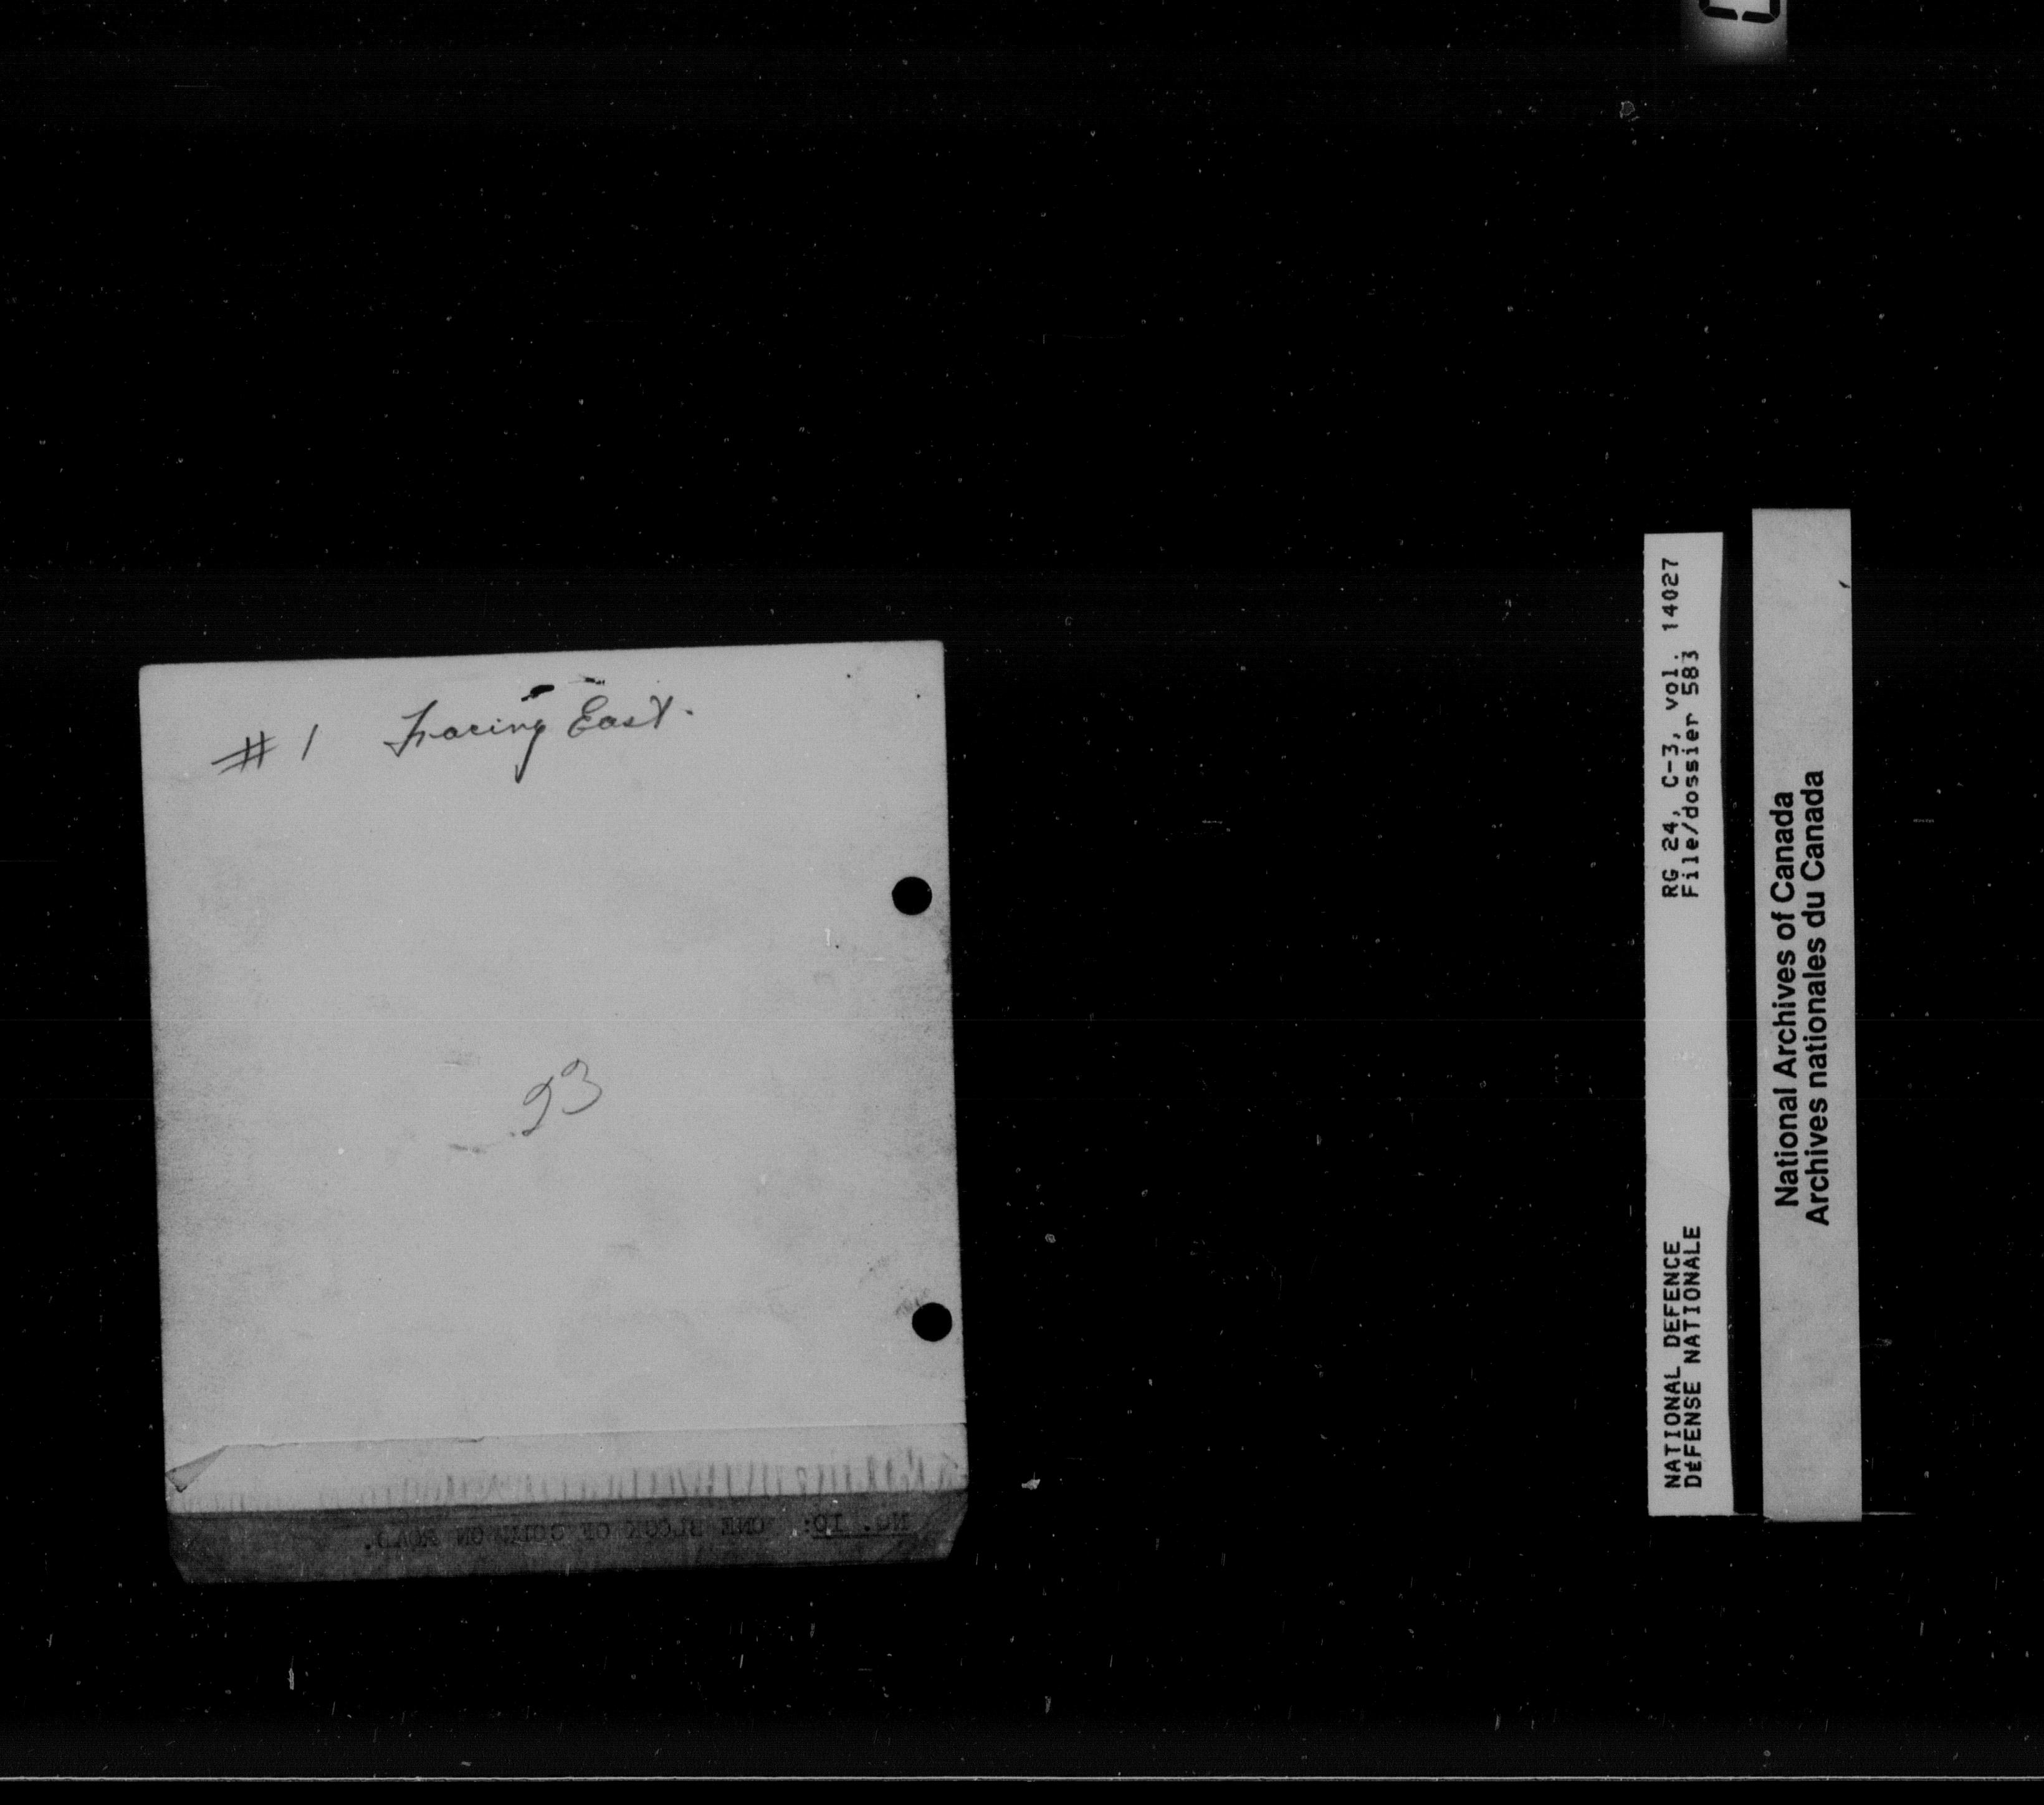 #1 Facing East.
93
NO. 10: ONE BLOCK OF COMMON ROAD.
NATIONAL DEFENCE
DÉFENSE NATIONALE
RG 24, C-3, vol. 14027
File/dossier 583
National Archives of Canada
Archives nationales du Canada